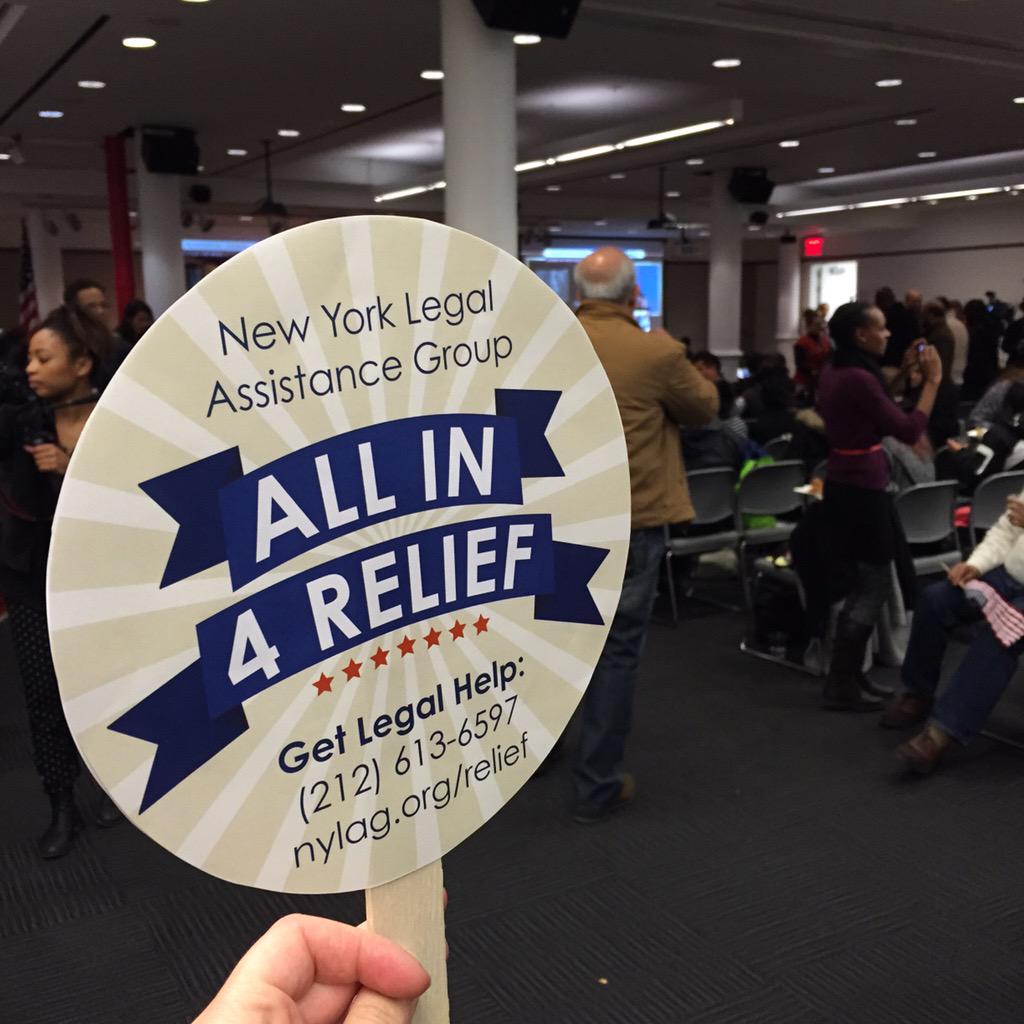 New York Legal
Assistance Group
ALL IN
4 RELIEF
Get Legal Help:
(212) 613-6597
nylag.org/relief